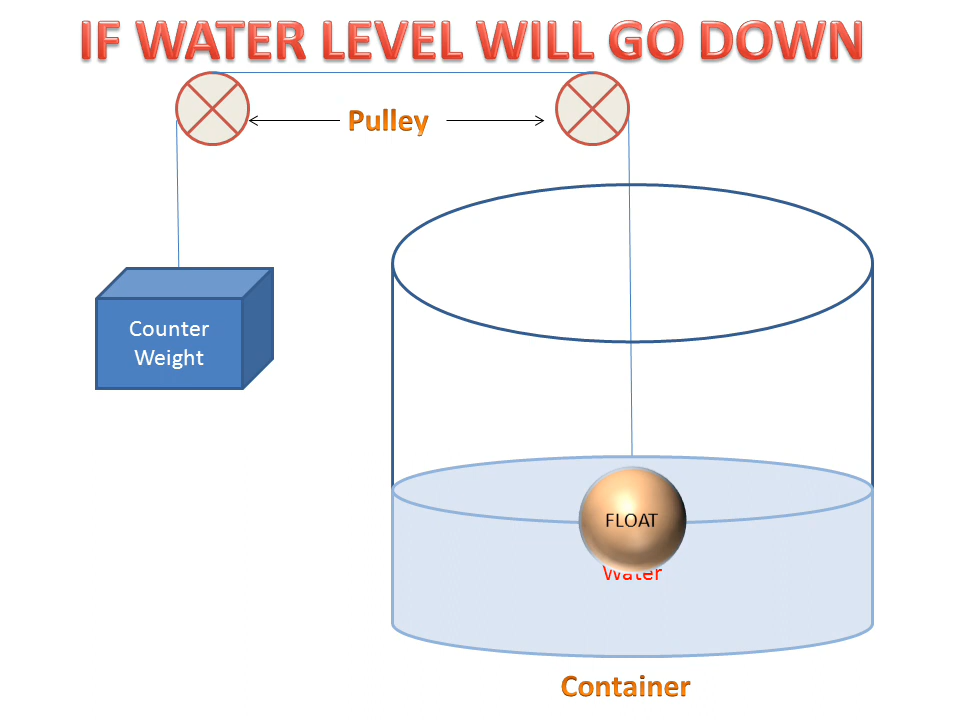 IF WATER LEVEL WILL GO DOWN
Pulley
Counter
Weight
FLOAT
Water
Container